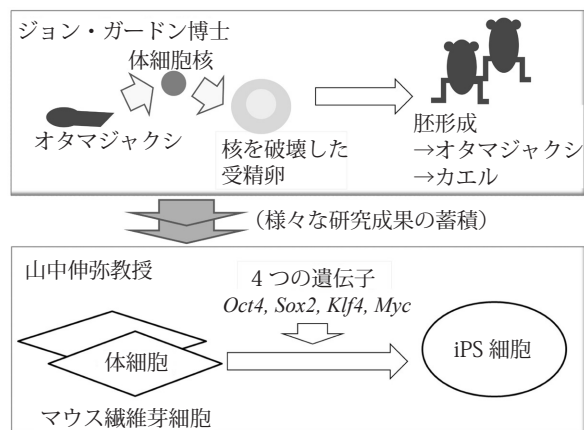 ジョン・ガードン博士
体細胞核
オタマジャクシ
核を破壊した
受精卵
胚形成
→オタマジャクシ
→カエル
（様々な研究成果の蓄積）
山中伸弥教授
4つの遺伝子
Oct4, Sox2, Klf4, Myc
体細胞
iPS 細胞
マウス繊維芽細胞